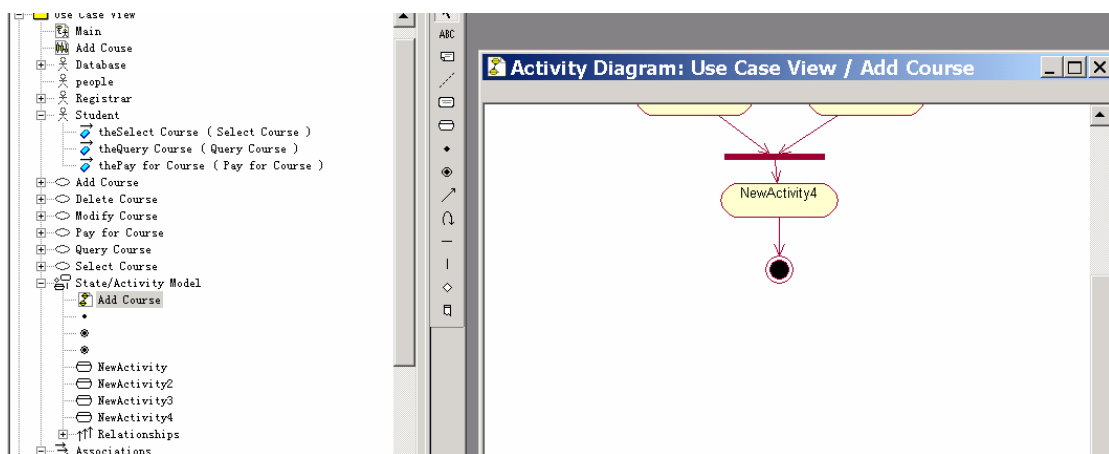 Use Case View
Main
Add Couse
Database
people
Registrar
Student
theSelect Course ( Select Course )
theQuery Course ( Query Course )
thePay for Course ( Pay for Course )
Add Course
Delete Course
Modify Course
Pay for Course
Query Course
Select Course
State/Activity Model
Add Course
NewActivity
NewActivity2
NewActivity3
NewActivity4
Relationships
Associations
ABC
Activity Diagram: Use Case View / Add Course
NewActivity4